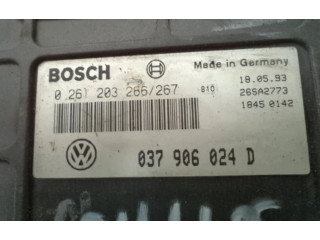 BOSCH Made in Germany
0 261 203 266/267 810 18.05.93
26SA2773
1845 0142
037 906 024 D